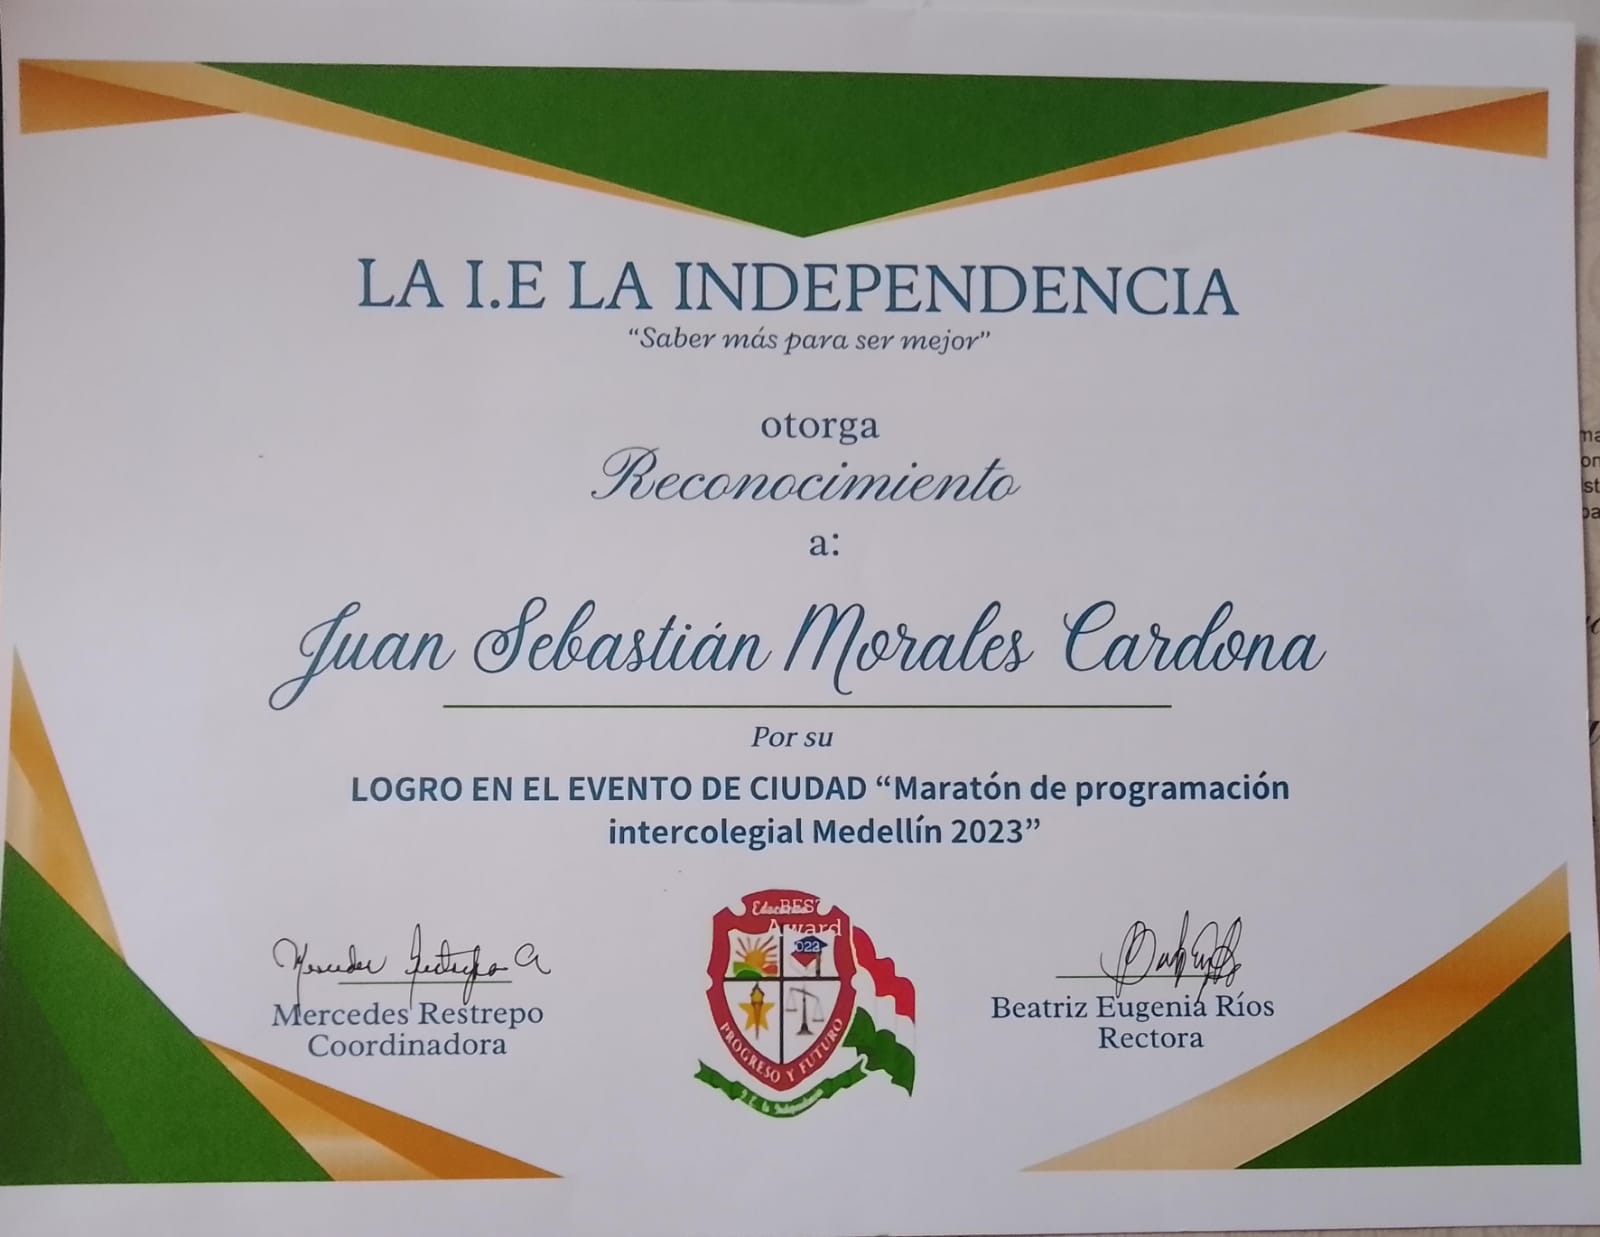 LA I.E LA INDEPENDENCIA
“Saber más para ser mejor”
otorga
Reconocimiento
a:
Juan Sebastián Morales Cardona
Por su
LOGRO EN EL EVENTO DE CIUDAD “Maratón de programación
intercolegial Medellín 2023”
Mercedes Restrepo A
Mercedes Restrepo
Coordinadora
BEST
Award
2022
PROGRESO Y FUTURO
I. E. la Independencia
Beatriz Eugenia Ríos
Rectora